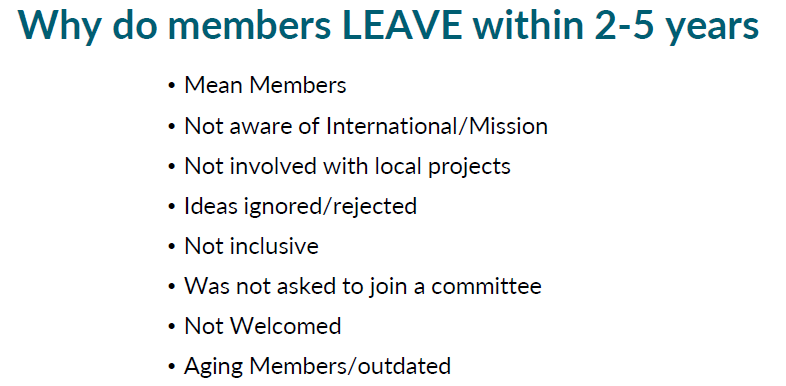 Why do members LEAVE within 2-5 years
• Mean Members
• Not aware of International/Mission
• Not involved with local projects
• Ideas ignored/rejected
• Not inclusive
• Was not asked to join a committee
• Not Welcomed
• Aging Members/outdated